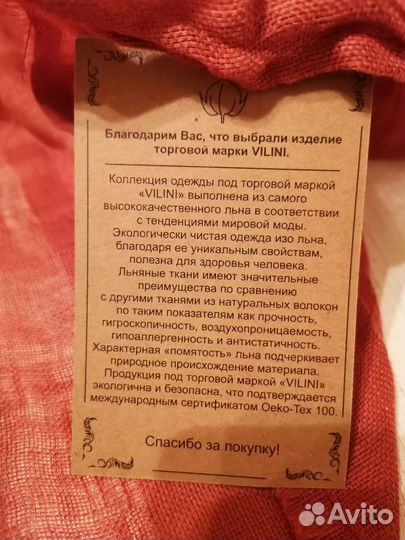 Благодарим Вас, что выбрали изделие
торговой марки VILINI.
Коллекция одежды под торговой маркой
«VILINI» выполнена из самого
высококачественного льна в соответствии
с тенденциями мировой моды.
Экологически чистая одежда изо льна,
благодаря ее уникальным свойствам,
полезна для здоровья человека.
Льняные ткани имеют значительные
преимущества по сравнению
с другими тканями из натуральных волокон
по таким показателям как прочность,
гигроскопичность, воздухопроницаемость,
гипоаллергенность и антистатичность.
Характерная «помятость» льна подчеркивает
природное происхождение материала.
Продукция под торговой маркой «VILINI»
экологична и безопасна, что подтверждается
международным сертификатом Oeko-Tex 100.
Спасибо за покупку!
Avito